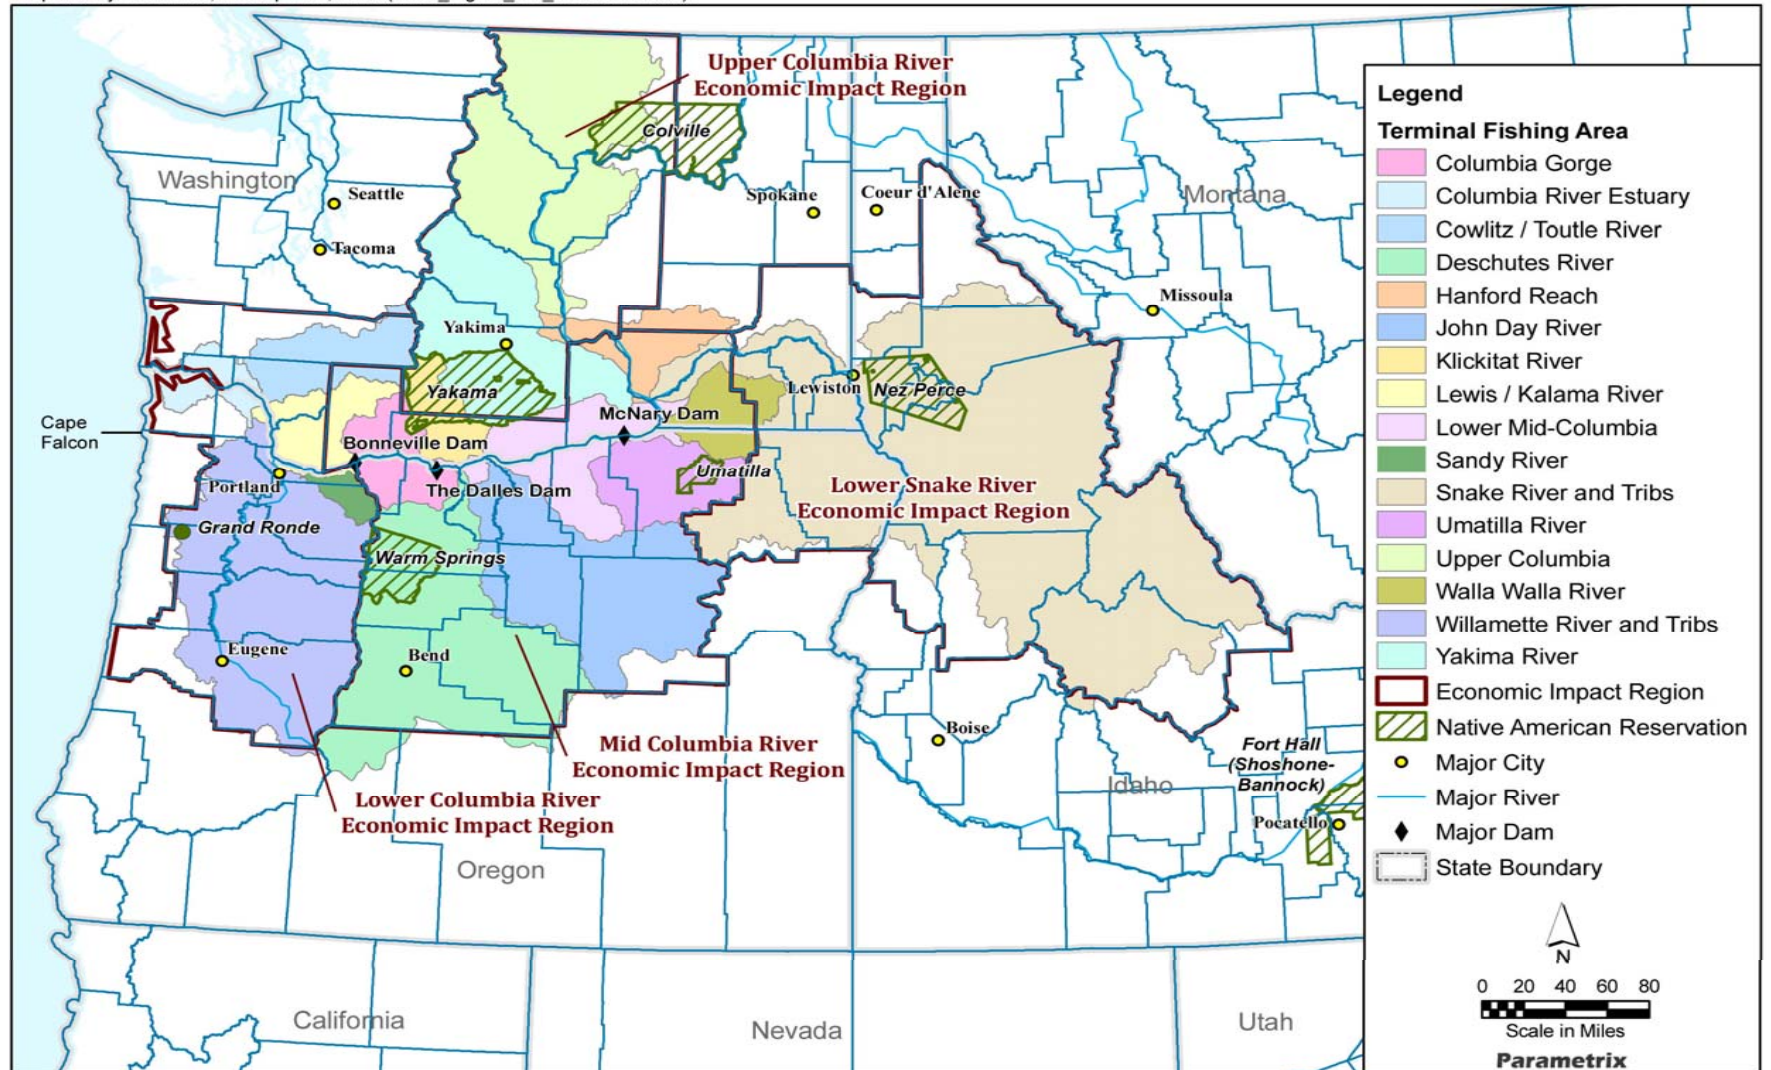 Upper Columbia River
Economic Impact Region
Colville
Washington
Seattle
Spokane
Coeur d'Alene
Montana
Tacoma
Missoula
Yakima
Yakama
Lewiston
Nez Perce
Cape
Falcon
McNary Dam
Bonneville Dam
Umatilla
Portland
The Dalles Dam
Lower Snake River
Economic Impact Region
Grand Ronde
Warm Springs
Eugene
Bend
Boise
Mid Columbia River
Economic Impact Region
Fort Hall
(Shoshone-
Bannock)
Idaho
Lower Columbia River
Economic Impact Region
Pocatello
Oregon
California
Nevada
Utah
Legend
Terminal Fishing Area
Columbia Gorge
Columbia River Estuary
Cowlitz / Toutle River
Deschutes River
Hanford Reach
John Day River
Klickitat River
Lewis / Kalama River
Lower Mid-Columbia
Sandy River
Snake River and Tribs
Umatilla River
Upper Columbia
Walla Walla River
Willamette River and Tribs
Yakima River
Economic Impact Region
Native American Reservation
Major City
Major River
Major Dam
State Boundary
N
0 20 40 60 80
Scale in Miles
Parametrix